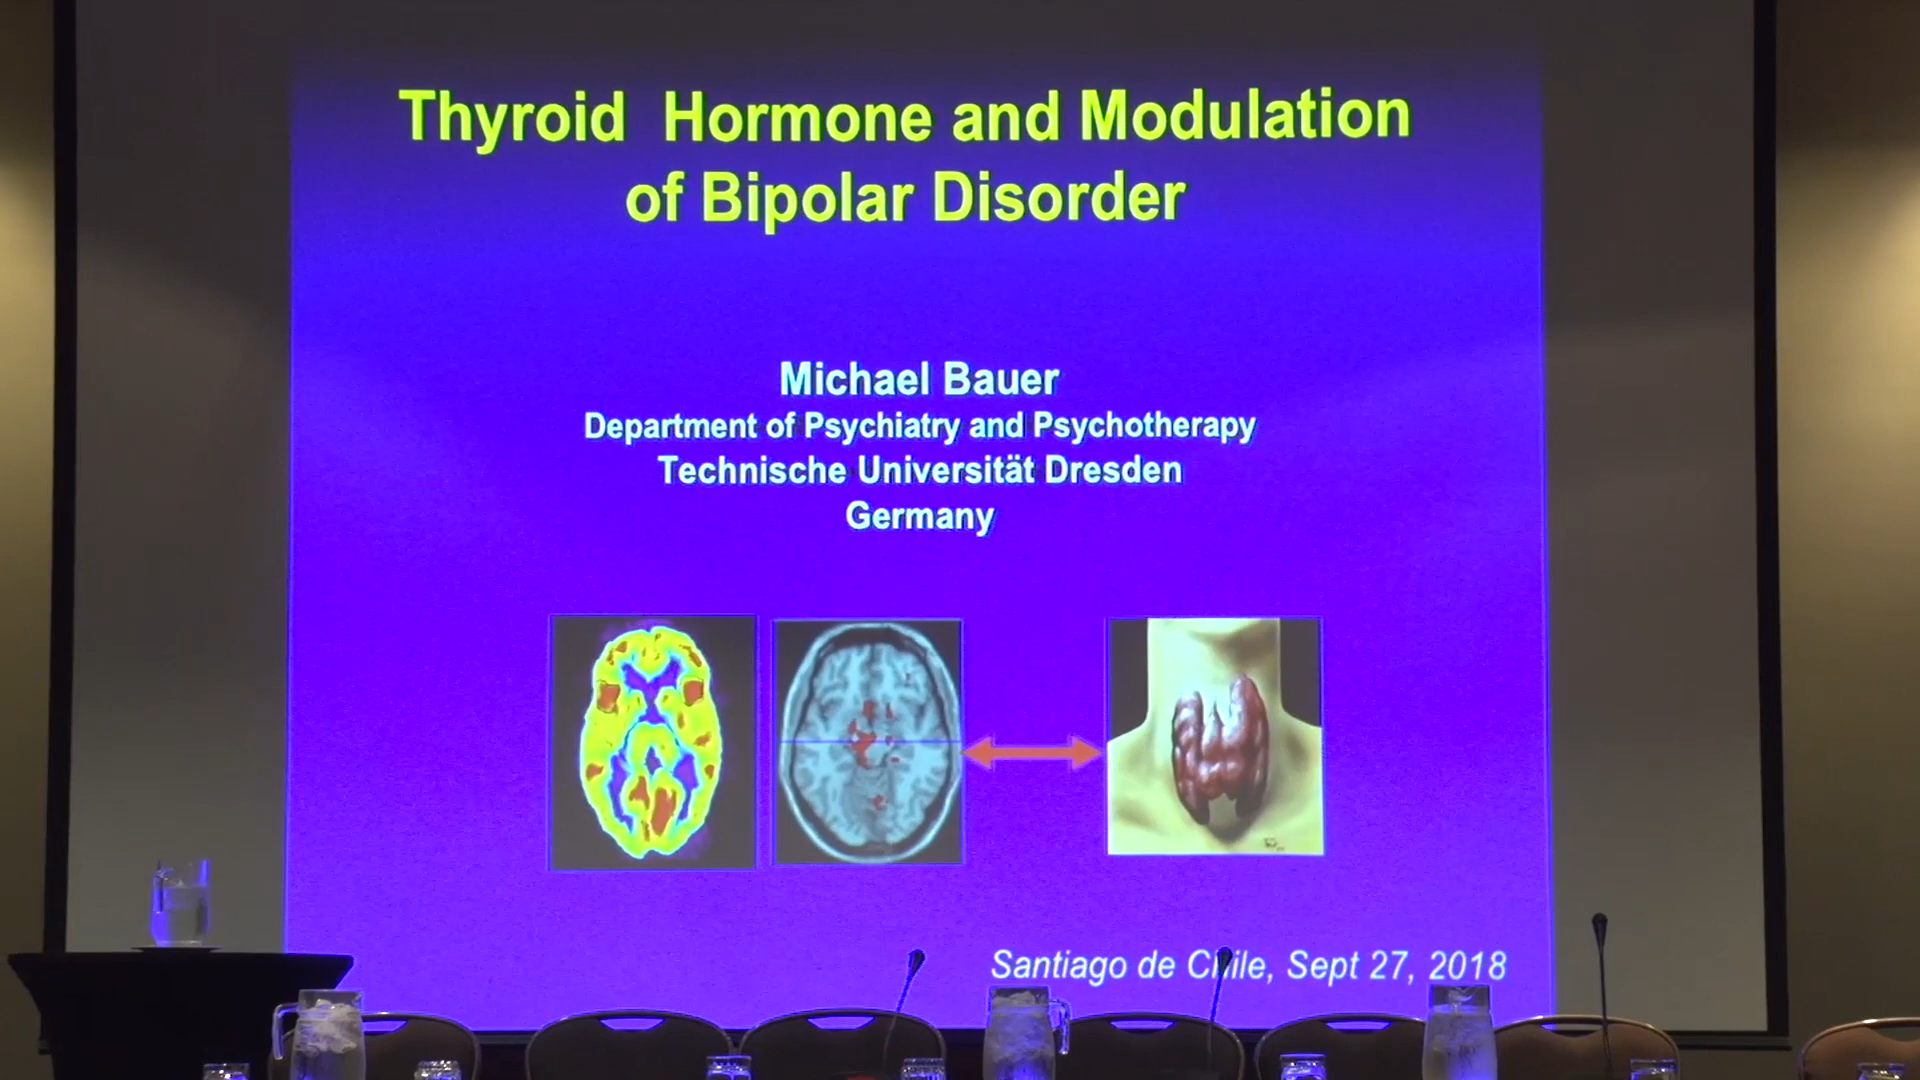 Thyroid Hormone and Modulation
of Bipolar Disorder
Michael Bauer
Department of Psychiatry and Psychotherapy
Technische Universität Dresden
Germany
Santiago de Chile, Sept 27, 2018